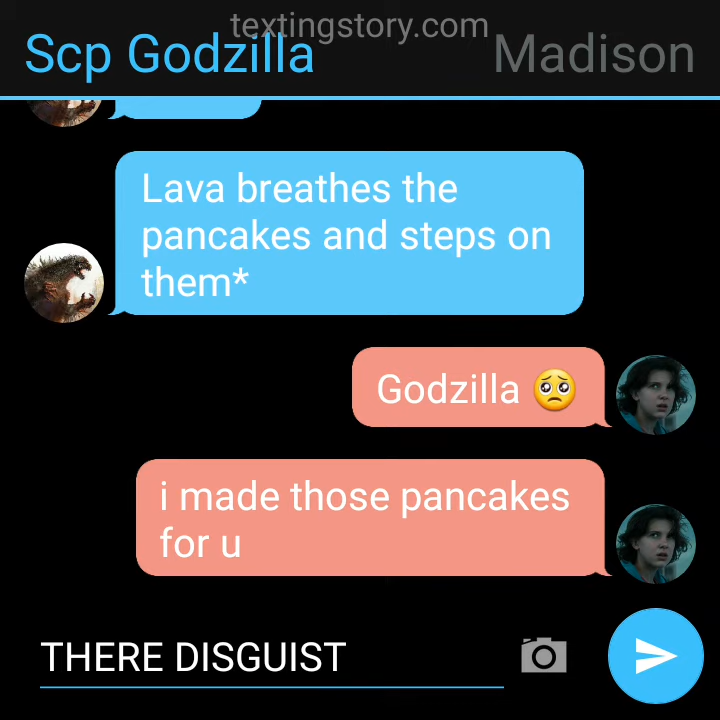 textingstory.com
Scp Godzilla
Madison
Lava breathes the
pancakes and steps on
them*
Godzilla 🥺
i made those pancakes
for u
THERE DISGUIST